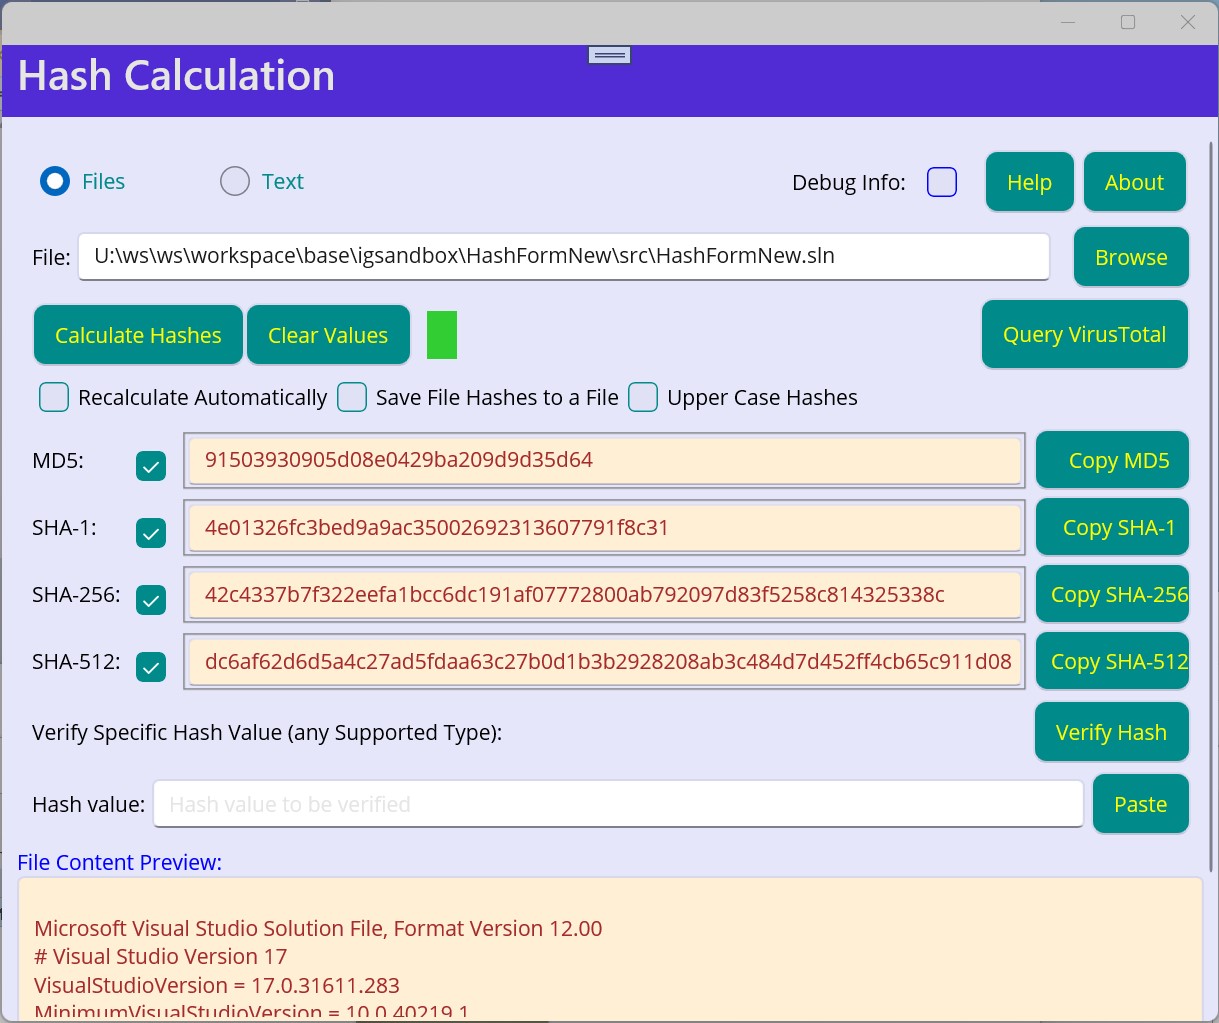 Hash Calculation
Files Text Debug Info: Help About
File: U:\ws\ws\workspace\base\igsandbox\HashFormNew\src\HashFormNew.sln Browse
Calculate Hashes Clear Values Query VirusTotal
Recalculate Automatically Save File Hashes to a File Upper Case Hashes
MD5: 91503930905d08e0429ba209d9d35d64 Copy MD5
SHA-1: 4e01326fc3bed9a9ac35002692313607791f8c31 Copy SHA-1
SHA-256: 42c4337b7f322eefa1bcc6dc191af07772800ab792097d83f5258c814325338c Copy SHA-256
SHA-512: dc6af62d6d5a4c27ad5fdaa63c27b0d1b3b2928208ab3c484d7d452ff4cb65c911d08 Copy SHA-512
Verify Specific Hash Value (any Supported Type): Verify Hash
Hash value: Hash value to be verified Paste
File Content Preview:
Microsoft Visual Studio Solution File, Format Version 12.00
# Visual Studio Version 17
VisualStudioVersion = 17.0.31611.283
MinimumVisualStudioVersion = 10.0.40219.1